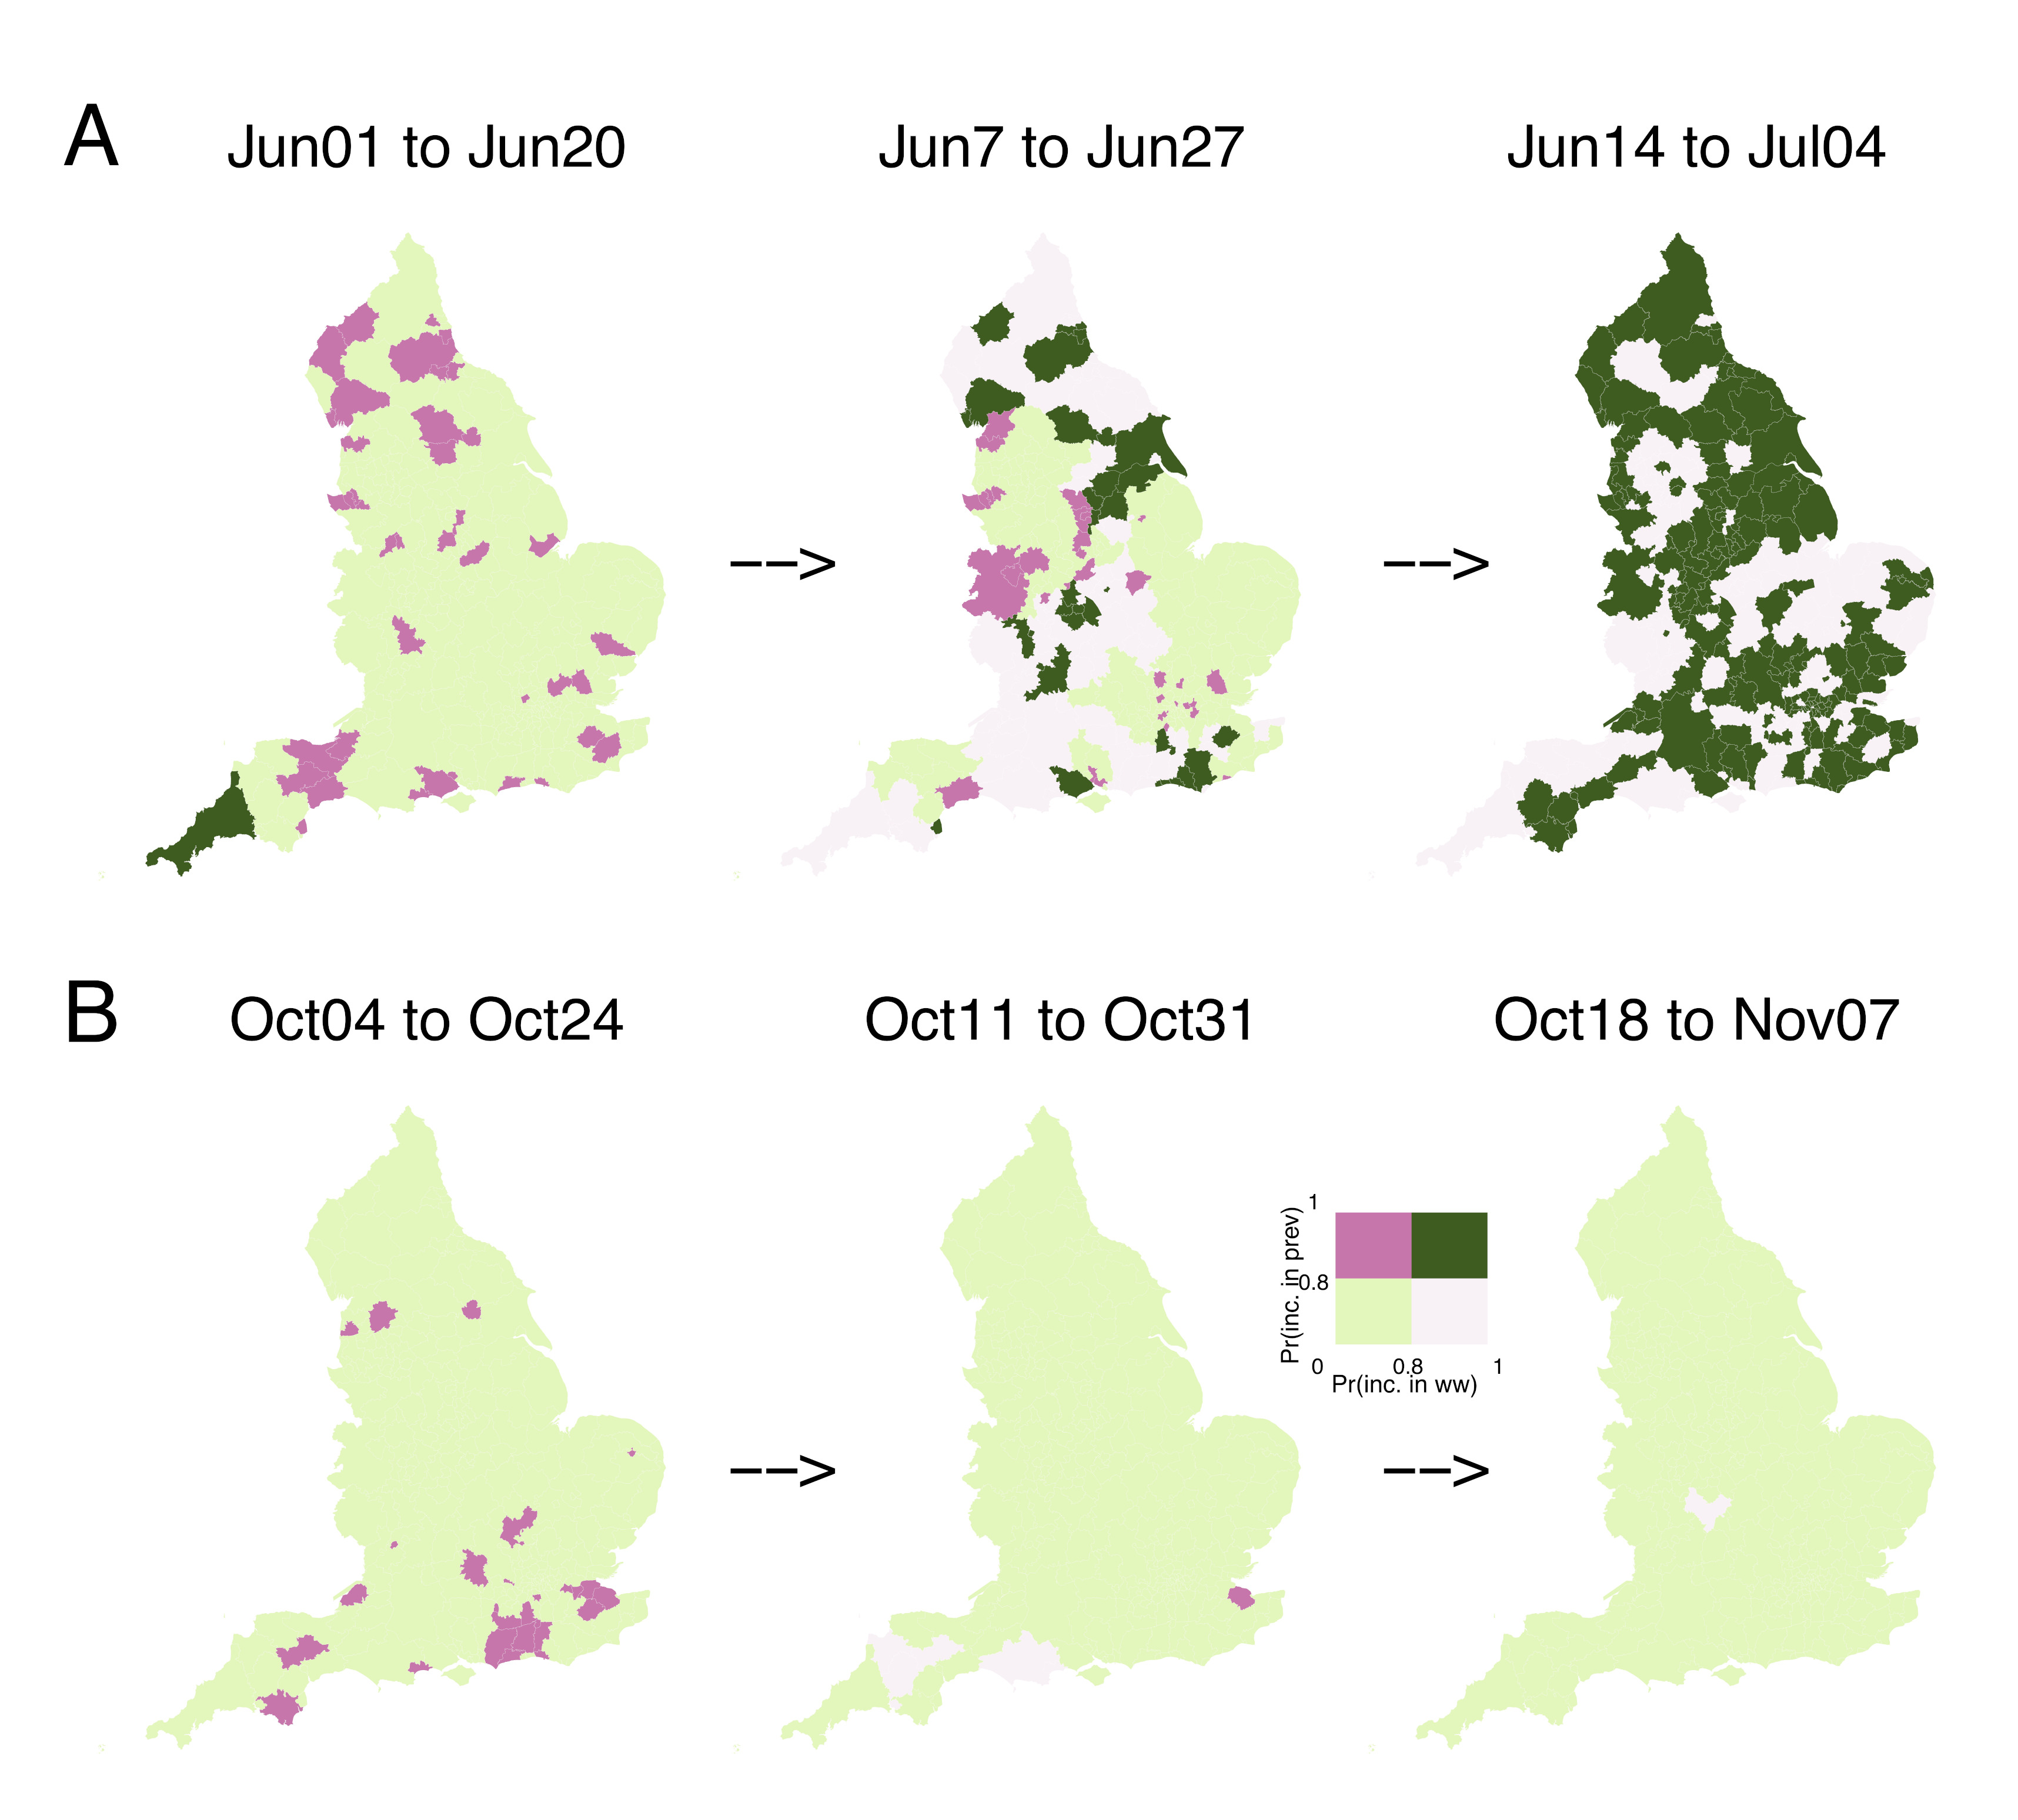 A
Jun01 to Jun20
Jun7 to Jun27
Jun14 to Jul04
-->
-->
B
Oct04 to Oct24
Oct11 to Oct31
Oct18 to Nov07
-->
-->
1
Pr(inc. in prev)
0.8
0
0.8
1
Pr(inc. in ww)